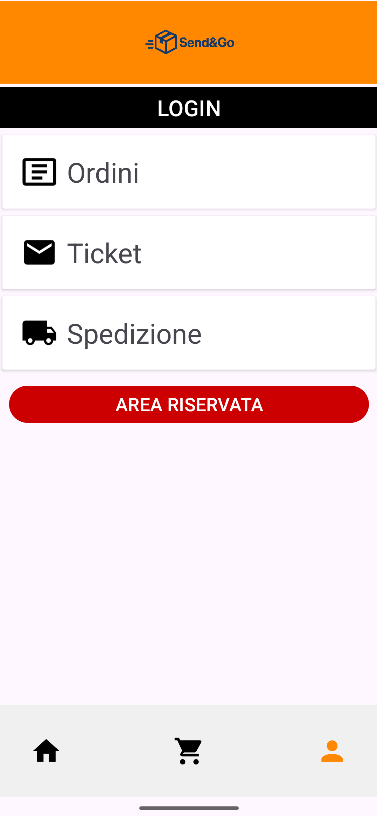 Send&Go
LOGIN
Ordini
Ticket
Spedizione
AREA RISERVATA